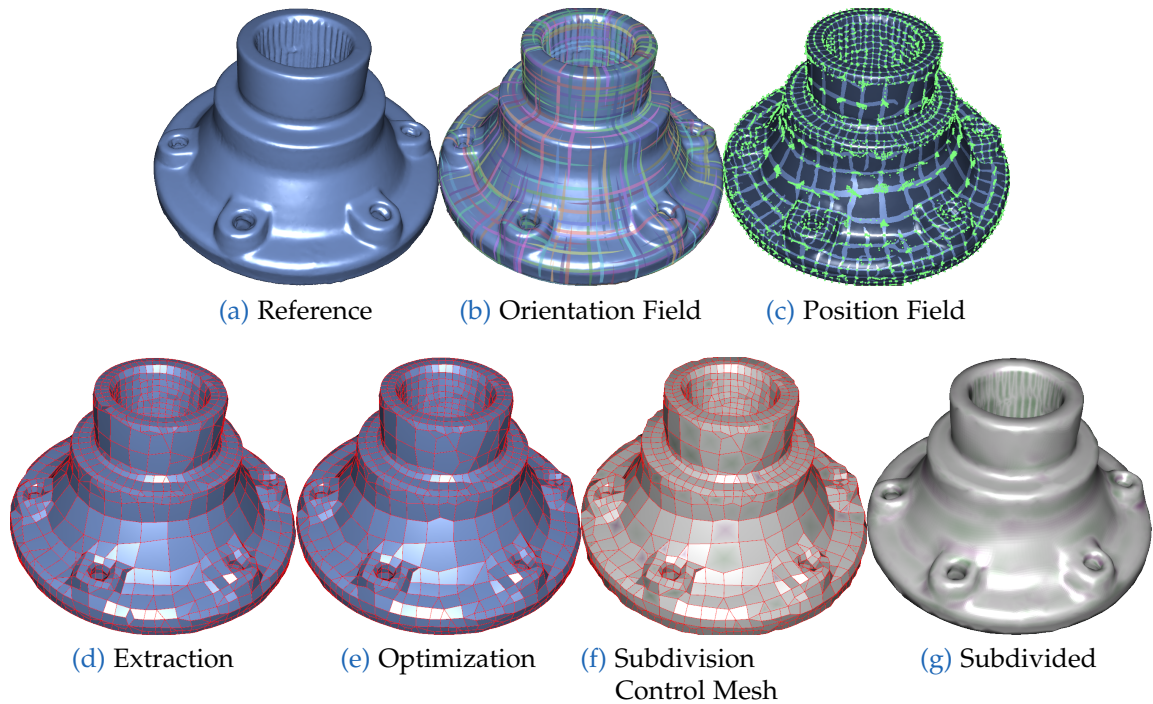 (a) Reference
(b) Orientation Field
(c) Position Field
(d) Extraction
(e) Optimization
(f) Subdivision
Control Mesh
(g) Subdivided